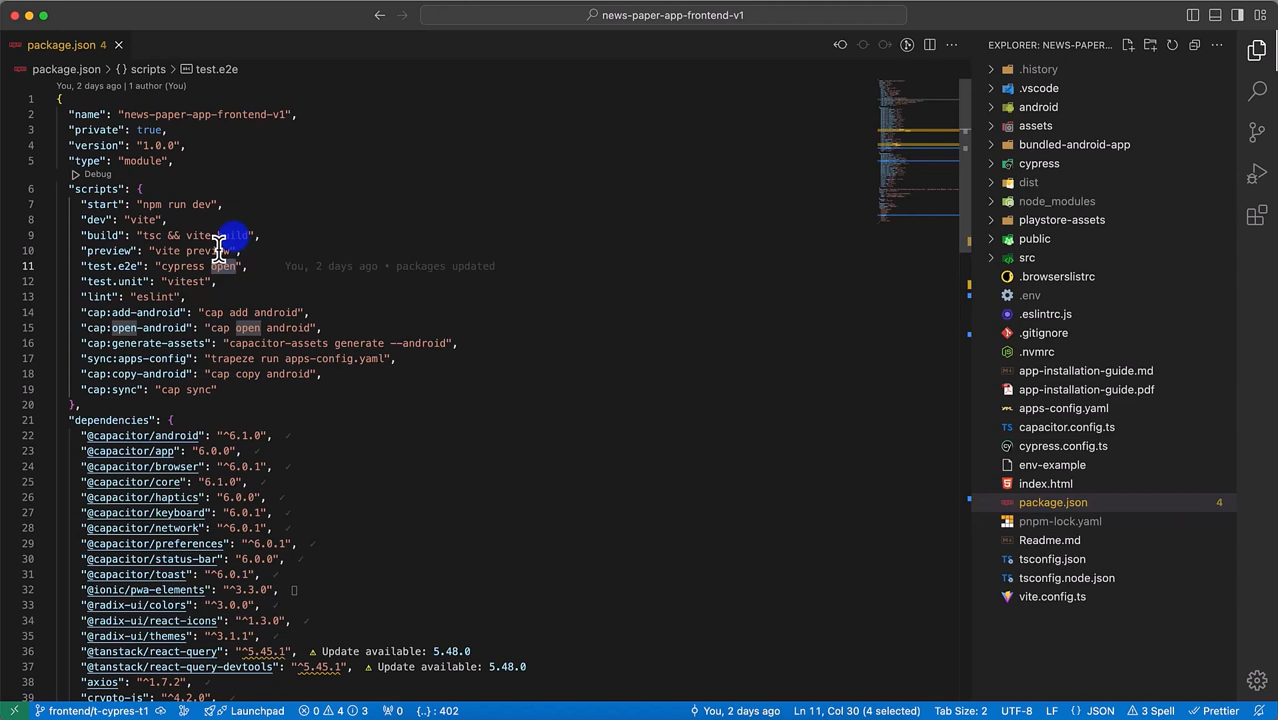 news-paper-app-frontend-v1
package.json 4
package.json > {} scripts > test.e2e
You, 2 days ago | 1 author (You)
1 {
2 "name": "news-paper-app-frontend-v1",
3 "private": true,
4 "version": "1.0.0",
5 "type": "module",
Debug
6 "scripts": {
7 "start": "npm run dev",
8 "dev": "vite",
9 "build": "tsc && vite build",
10 "preview": "vite preview",
11 "test.e2e": "cypress open", You, 2 days ago • packages updated
12 "test.unit": "vitest",
13 "lint": "eslint",
14 "cap:add-android": "cap add android",
15 "cap:open-android": "cap open android",
16 "cap:generate-assets": "capacitor-assets generate --android",
17 "sync:apps-config": "trapeze run apps-config.yaml",
18 "cap:copy-android": "cap copy android",
19 "cap:sync": "cap sync"
20 },
21 "dependencies": {
22 "@capacitor/android": "^6.1.0",
23 "@capacitor/app": "6.0.0",
24 "@capacitor/browser": "^6.0.1",
25 "@capacitor/core": "6.1.0",
26 "@capacitor/haptics": "6.0.0",
27 "@capacitor/keyboard": "6.0.1",
28 "@capacitor/network": "^6.0.1",
29 "@capacitor/preferences": "^6.0.1",
30 "@capacitor/status-bar": "6.0.0",
31 "@capacitor/toast": "^6.0.1",
32 "@ionic/pwa-elements": "^3.3.0",
33 "@radix-ui/colors": "^3.0.0",
34 "@radix-ui/react-icons": "^1.3.0",
35 "@radix-ui/themes": "^3.1.1",
36 "@tanstack/react-query": "^5.45.1", ⚠ Update available: 5.48.0
37 "@tanstack/react-query-devtools": "^5.45.1", ⚠ Update available: 5.48.0
38 "axios": "^1.7.2",
39 "crypto-js": "^4.2.0",
EXPLORER: NEWS-PAPER...
.history
.vscode
android
assets
bundled-android-app
cypress
dist
node_modules
playstore-assets
public
src
.browserslistrc
.env
.eslintrc.js
.gitignore
.nvmrc
app-installation-guide.md
app-installation-guide.pdf
apps-config.yaml
capacitor.config.ts
cypress.config.ts
env-example
index.html
package.json 4
pnpm-lock.yaml
Readme.md
tsconfig.json
tsconfig.node.json
vite.config.ts
frontend/t-cypres-t1 Launchpad 0 4 3 0 {..} : 402 You, 2 days ago Ln 11, Col 30 (4 selected) Tab Size: 2 UTF-8 LF {} JSON 3 Spell Prettier